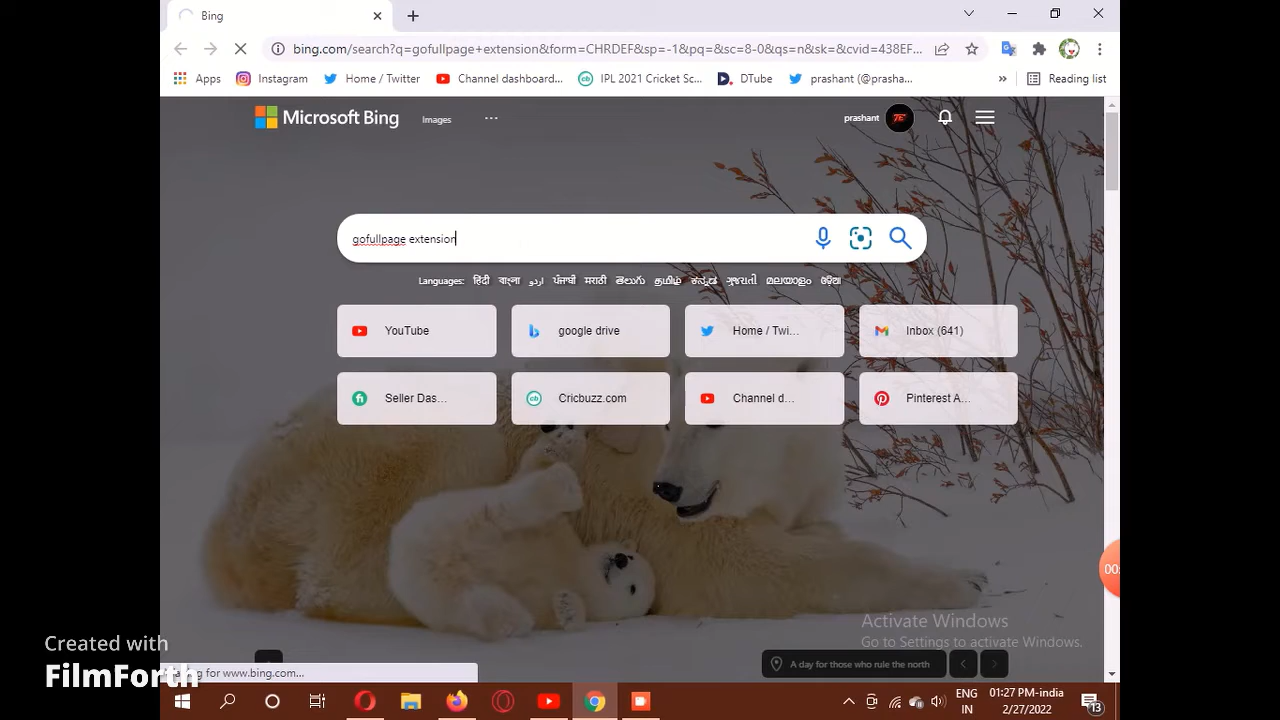 Bing
bing.com/search?q=gofullpage+extension&form=CHRDEF&sp=-1&pq=&sc=8-0&qs=n&sk=&cvid=438EF...
Apps Instagram Home / Twitter Channel dashboard... IPL 2021 Cricket Sc... DTube prashant (@prasha... » Reading list
Microsoft Bing Images ... prashant
gofullpage extension
Languages: हिंदी বাংলা اردو ਪੰਜਾਬੀ मराठी తెలుగు தமிழ் ಕನ್ನಡ ગુજરાતી മലയാളം ଓଡ଼ିଆ
YouTube google drive Home / Twi... Inbox (641)
Seller Das... Cricbuzz.com Channel d... Pinterest A...
00:
Activate Windows
Go to Settings to activate Windows.
Created with
FilmForth
g for www.bing.com...
A day for those who rule the north
ENG
IN
01:27 PM-india
2/27/2022
13